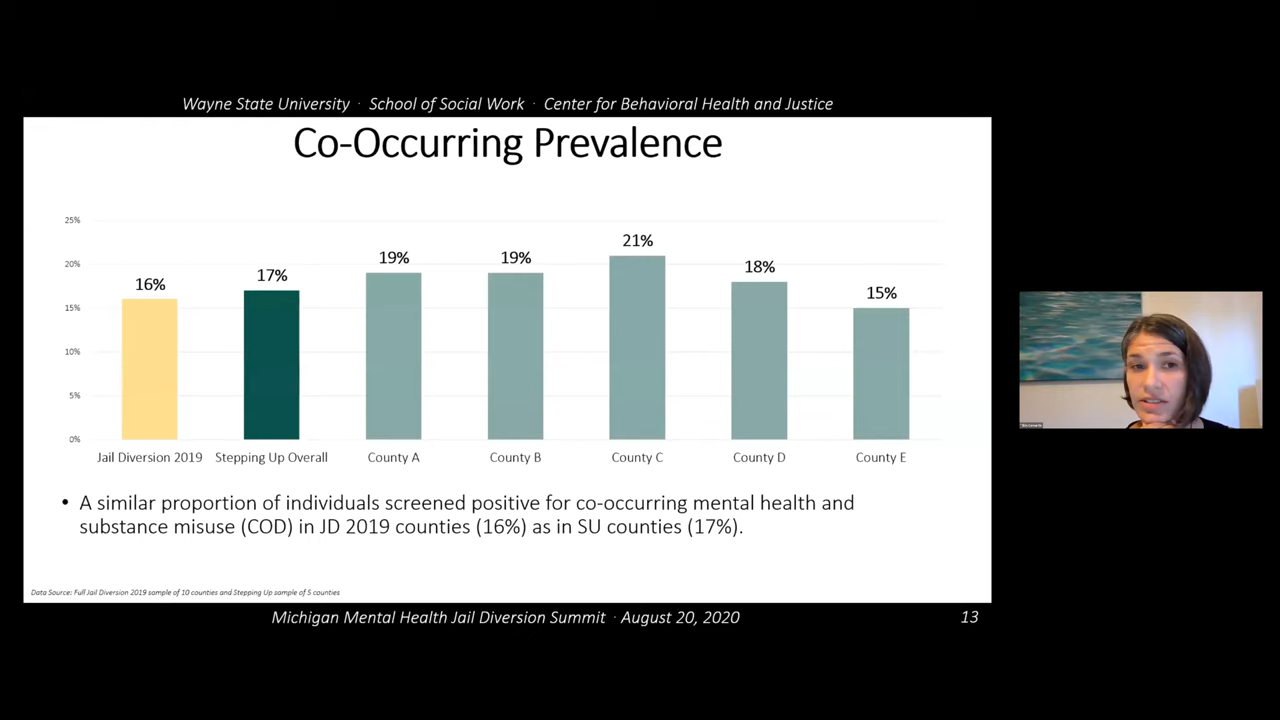 Wayne State University · School of Social Work · Center for Behavioral Health and Justice
Co-Occurring Prevalence
25%
20%
15%
10%
5%
0%
16%
17%
19%
19%
21%
18%
15%
Jail Diversion 2019
Stepping Up Overall
County A
County B
County C
County D
County E
• A similar proportion of individuals screened positive for co-occurring mental health and
substance misuse (COD) in JD 2019 counties (16%) as in SU counties (17%).
Data Source: Full Jail Diversion 2019 sample of 10 counties and Stepping Up sample of 5 counties
Michigan Mental Health Jail Diversion Summit · August 20, 2020
13